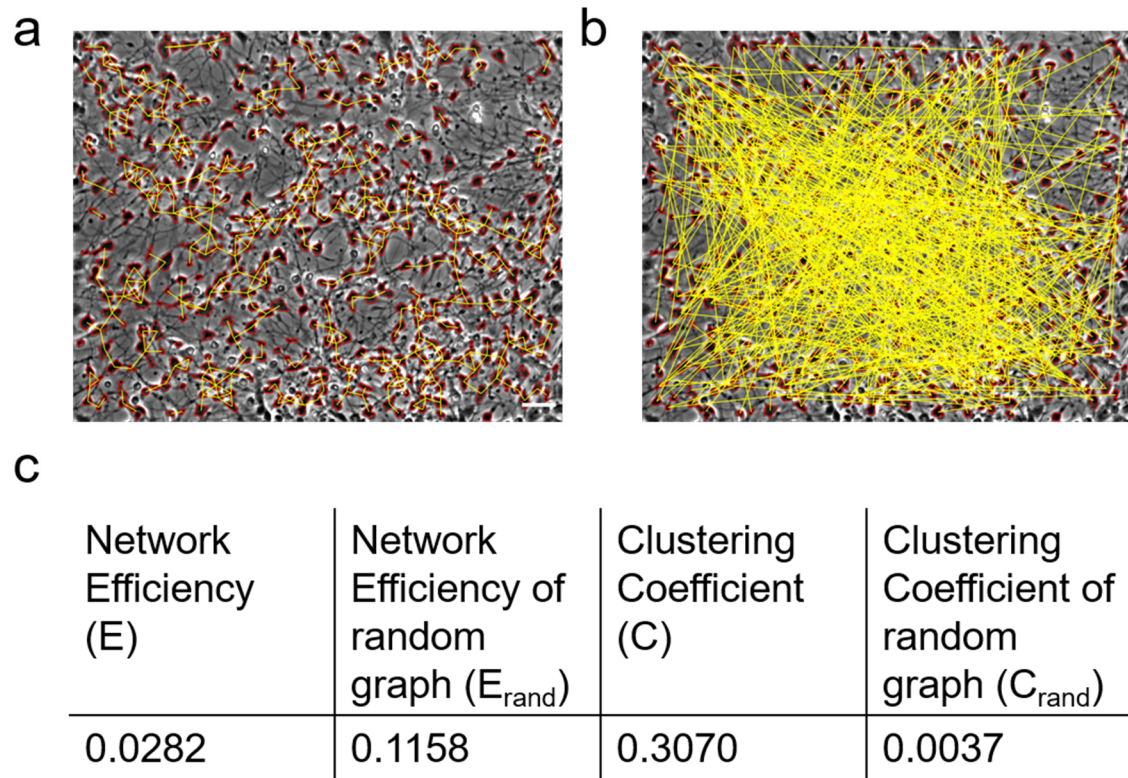 a
b
c
Network
Efficiency
(E)
Network
Efficiency of
random
graph (Erand)
Clustering
Coefficient
(C)
Clustering
Coefficient of
random
graph (Crand)
0.0282
0.1158
0.3070
0.0037